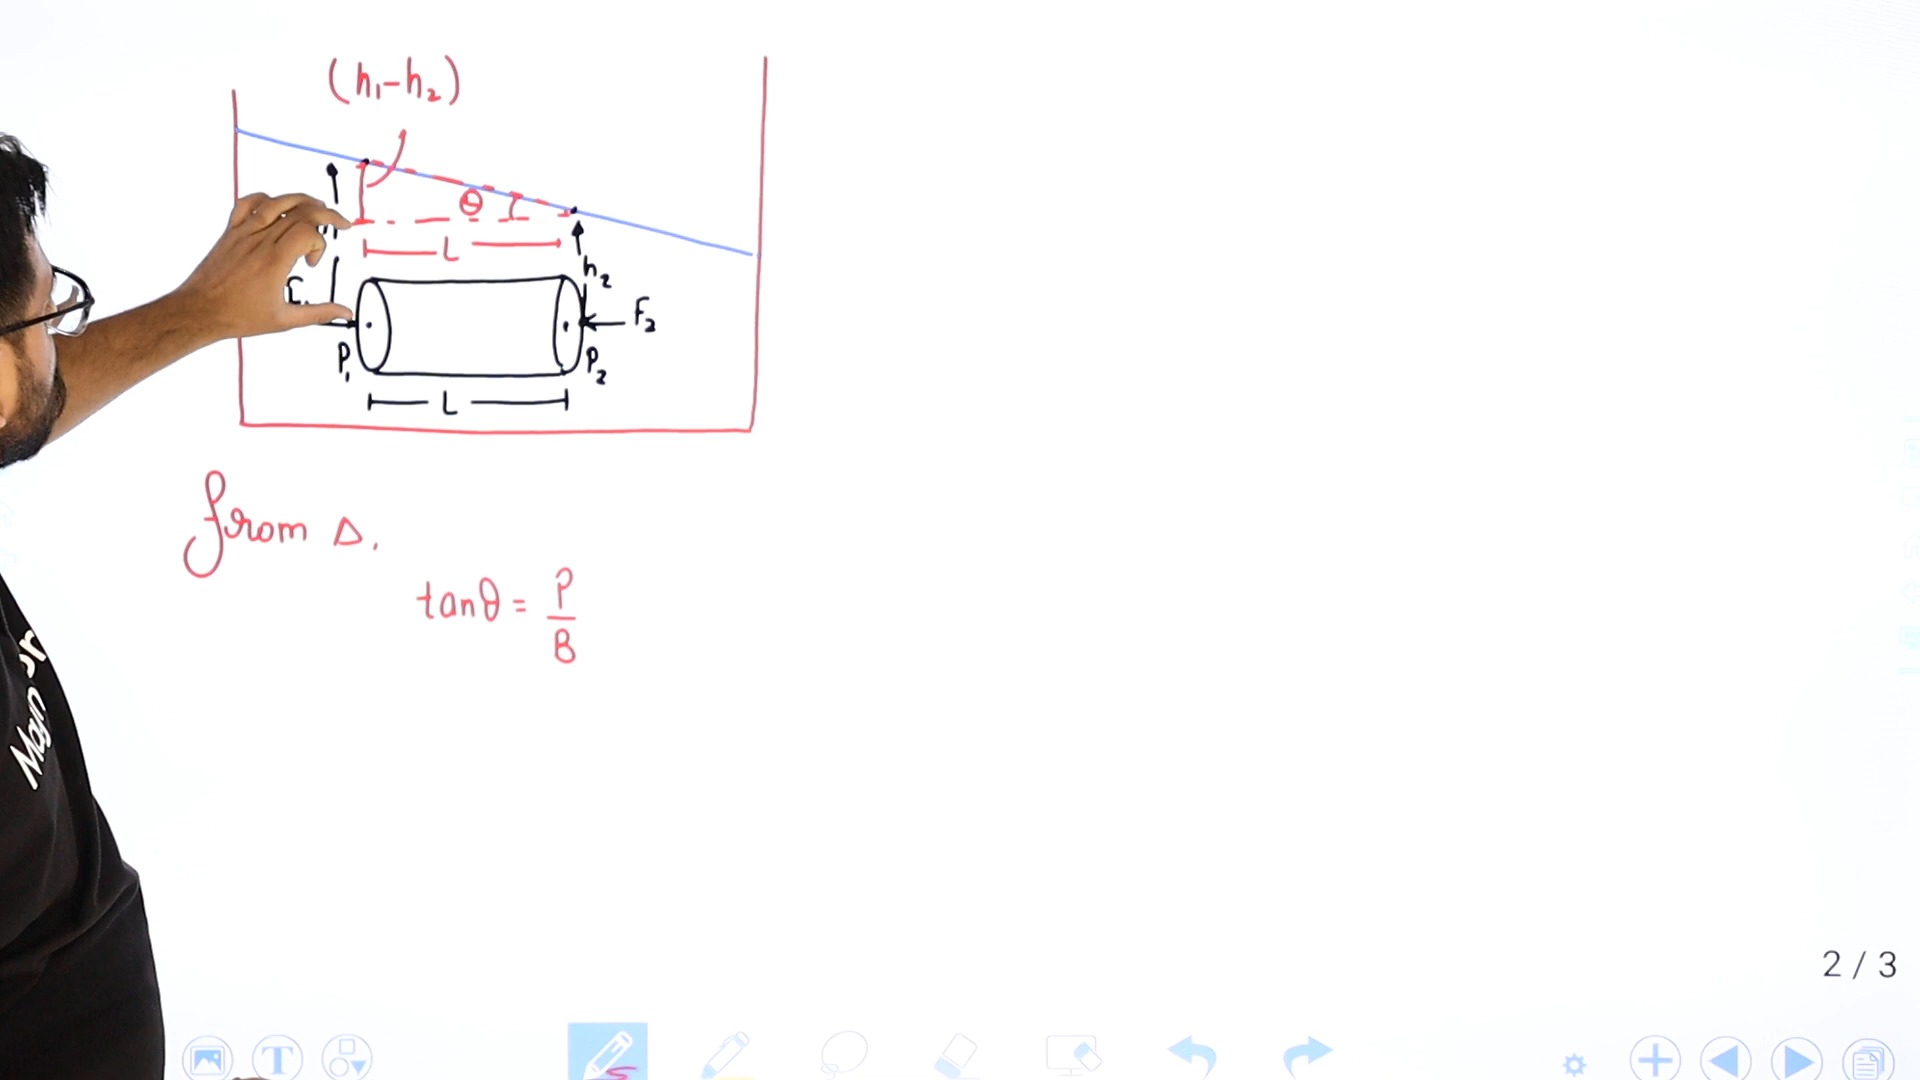 (h₁-h₂)
θ
L
h₂
F₂
P₁
P₂
L
from Δ,
tanθ = P/B
2 / 3
T